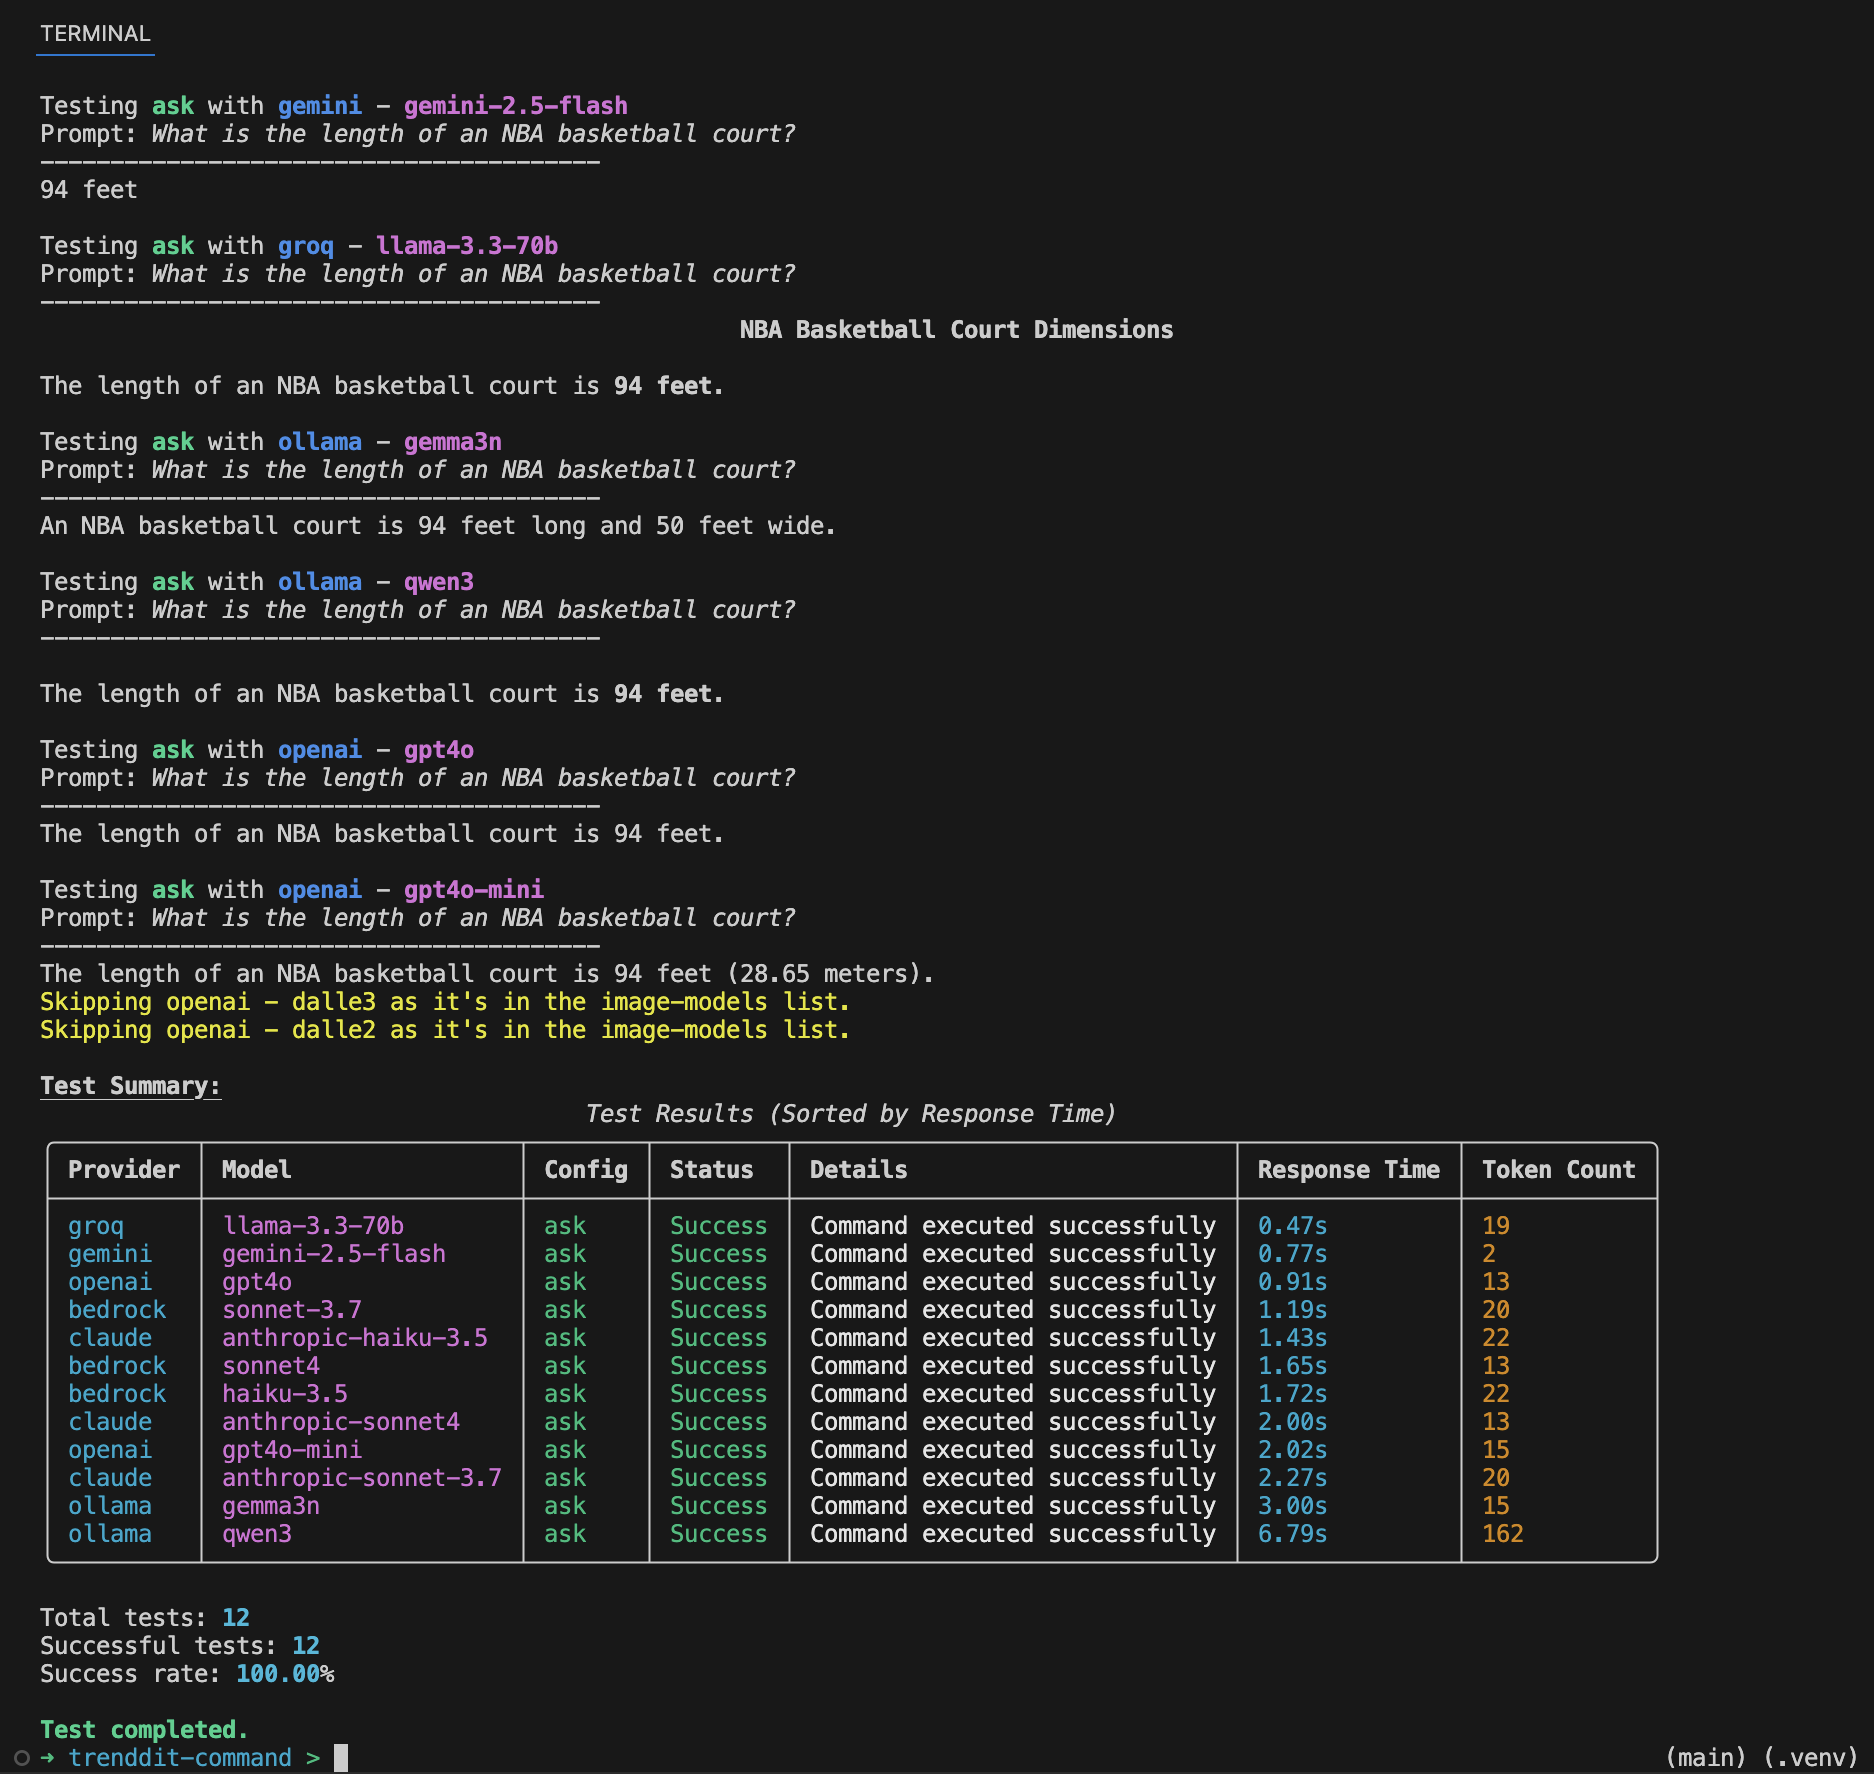 TERMINAL
Testing ask with gemini - gemini-2.5-flash
Prompt: What is the length of an NBA basketball court?
----------------------------------------
94 feet
Testing ask with groq - llama-3.3-70b
Prompt: What is the length of an NBA basketball court?
----------------------------------------
NBA Basketball Court Dimensions
The length of an NBA basketball court is 94 feet.
Testing ask with ollama - gemma3n
Prompt: What is the length of an NBA basketball court?
----------------------------------------
An NBA basketball court is 94 feet long and 50 feet wide.
Testing ask with ollama - qwen3
Prompt: What is the length of an NBA basketball court?
----------------------------------------
The length of an NBA basketball court is 94 feet.
Testing ask with openai - gpt4o
Prompt: What is the length of an NBA basketball court?
----------------------------------------
The length of an NBA basketball court is 94 feet.
Testing ask with openai - gpt4o-mini
Prompt: What is the length of an NBA basketball court?
----------------------------------------
The length of an NBA basketball court is 94 feet (28.65 meters).
Skipping openai - dalle3 as it's in the image-models list.
Skipping openai - dalle2 as it's in the image-models list.
Test Summary:
Test Results (Sorted by Response Time)
Provider Model Config Status Details Response Time Token Count
groq llama-3.3-70b ask Success Command executed successfully 0.47s 19
gemini gemini-2.5-flash ask Success Command executed successfully 0.77s 2
openai gpt4o ask Success Command executed successfully 0.91s 13
bedrock sonnet-3.7 ask Success Command executed successfully 1.19s 20
claude anthropic-haiku-3.5 ask Success Command executed successfully 1.43s 22
bedrock sonnet4 ask Success Command executed successfully 1.65s 13
bedrock haiku-3.5 ask Success Command executed successfully 1.72s 22
claude anthropic-sonnet4 ask Success Command executed successfully 2.00s 13
openai gpt4o-mini ask Success Command executed successfully 2.02s 15
claude anthropic-sonnet-3.7 ask Success Command executed successfully 2.27s 20
ollama gemma3n ask Success Command executed successfully 3.00s 15
ollama qwen3 ask Success Command executed successfully 6.79s 162
Total tests: 12
Successful tests: 12
Success rate: 100.00%
Test completed.
➜ trenddit-command > (main) (.venv)